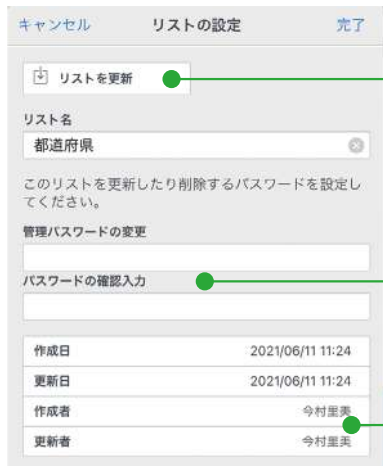 キャンセル リストの設定 完了
リストを更新
リスト名
都道府県
このリストを更新したり削除するパスワードを設定し
てください。
管理パスワードの変更
パスワードの確認入力
作成日 2021/06/11 11:24
更新日 2021/06/11 11:24
作成者 今村里美
更新者 今村里美